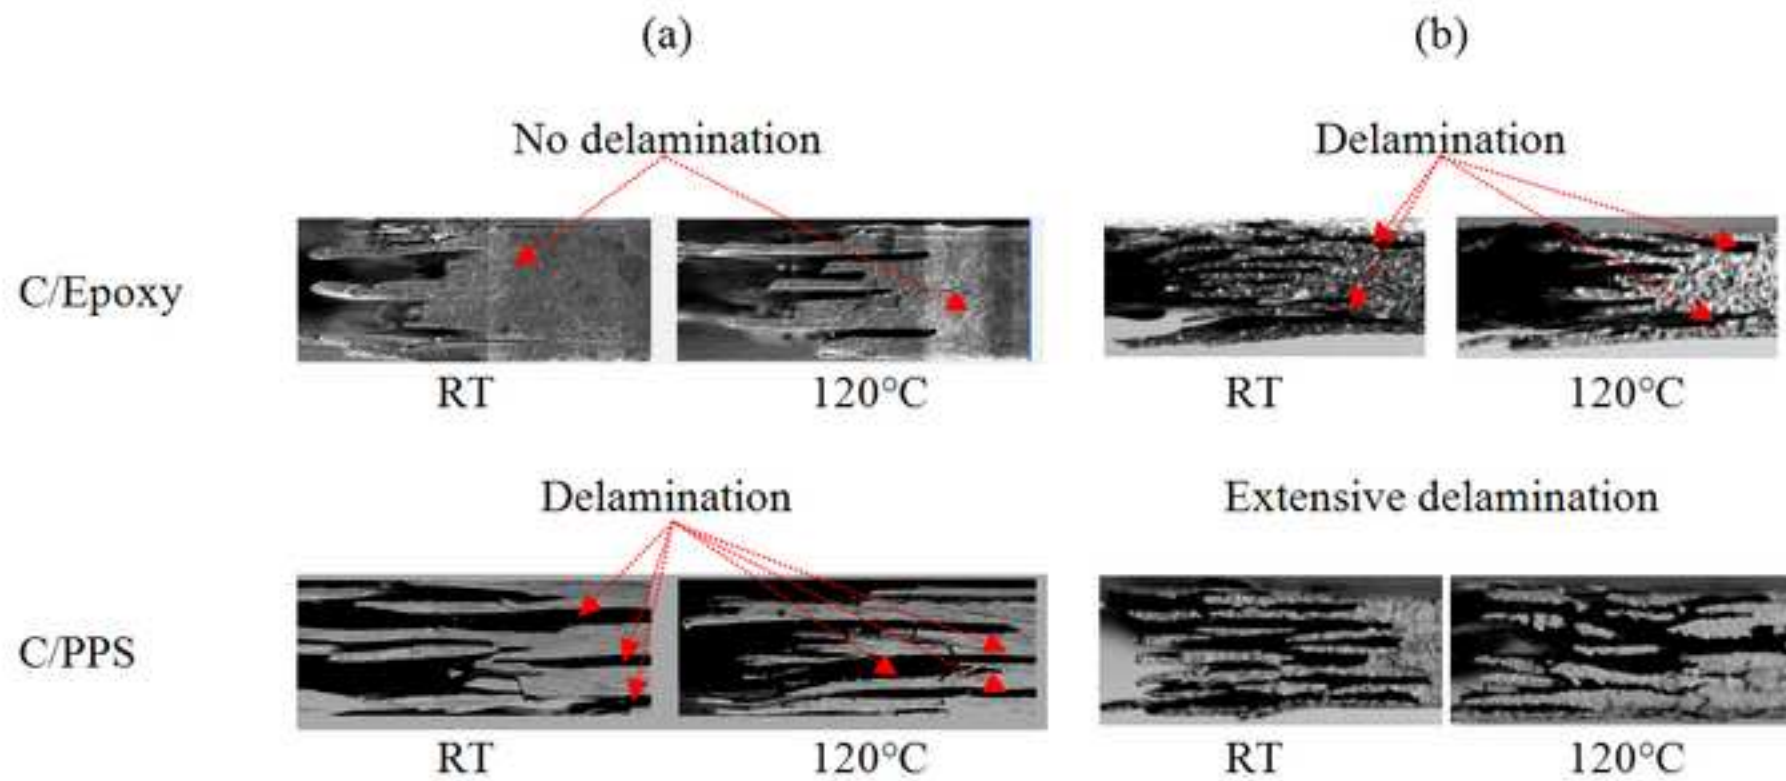 (a) (b)
No delamination Delamination
C/Epoxy
RT 120°C RT 120°C
Delamination Extensive delamination
C/PPS
RT 120°C RT 120°C